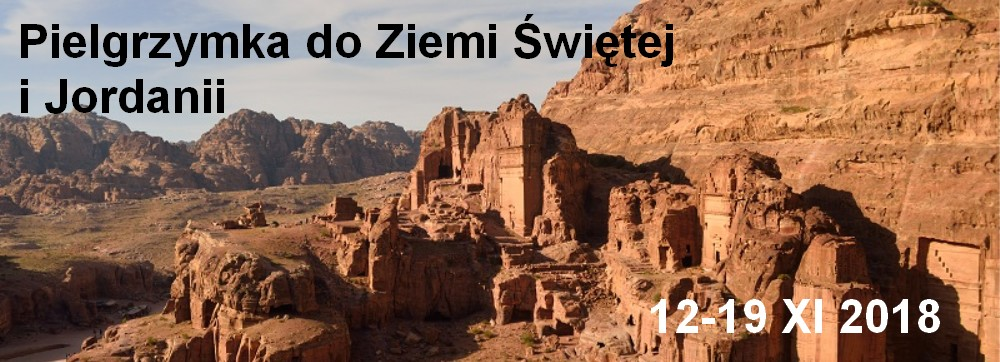 Pielgrzymka do Ziemi Świętej
i Jordanii
12-19 XI 2018